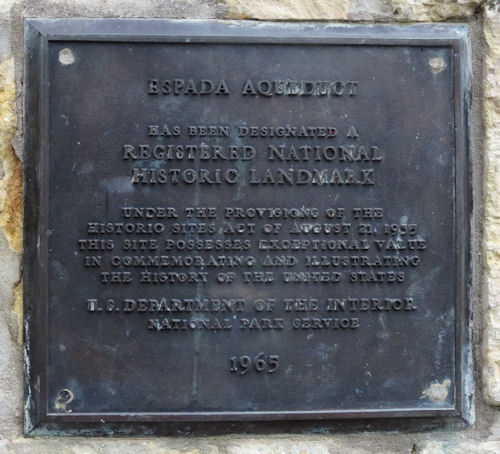 ESPADA AQUEDUCT
HAS BEEN DESIGNATED A
REGISTERED NATIONAL
HISTORIC LANDMARK
UNDER THE PROVISIONS OF THE
HISTORIC SITES ACT OF AUGUST 21, 1935
THIS SITE POSSESSES EXCEPTIONAL VALUE
IN COMMEMORATING AND ILLUSTRATING
THE HISTORY OF THE UNITED STATES
U. S. DEPARTMENT OF THE INTERIOR
NATIONAL PARK SERVICE
1965